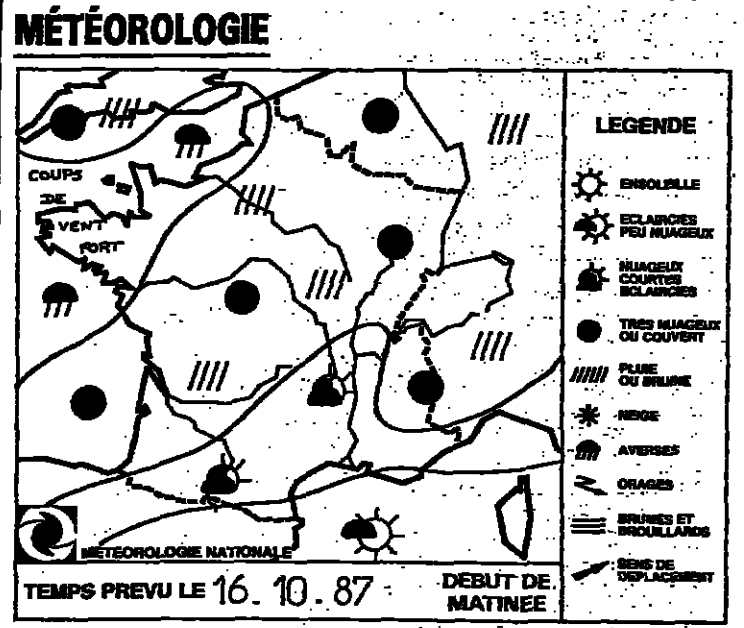 MÉTÉOROLOGIE
COUPS
DE
VENT
FORT
METEOROLOGIE NATIONALE
TEMPS PREVU LE 16.10.87
DEBUT DE
MATINEE
LEGENDE
ENSOLEILLE
ECLAIRCIES
PEU NUAGEUX
NUAGEUX
COURTES
ECLAIRCIES
TRES NUAGEUX
OU COUVERT
PLUIE
OU BRUINE
NEIGE
AVERSES
ORAGES
BRUMES ET
BROUILLARDS
SENS DE
DEPLACEMENT